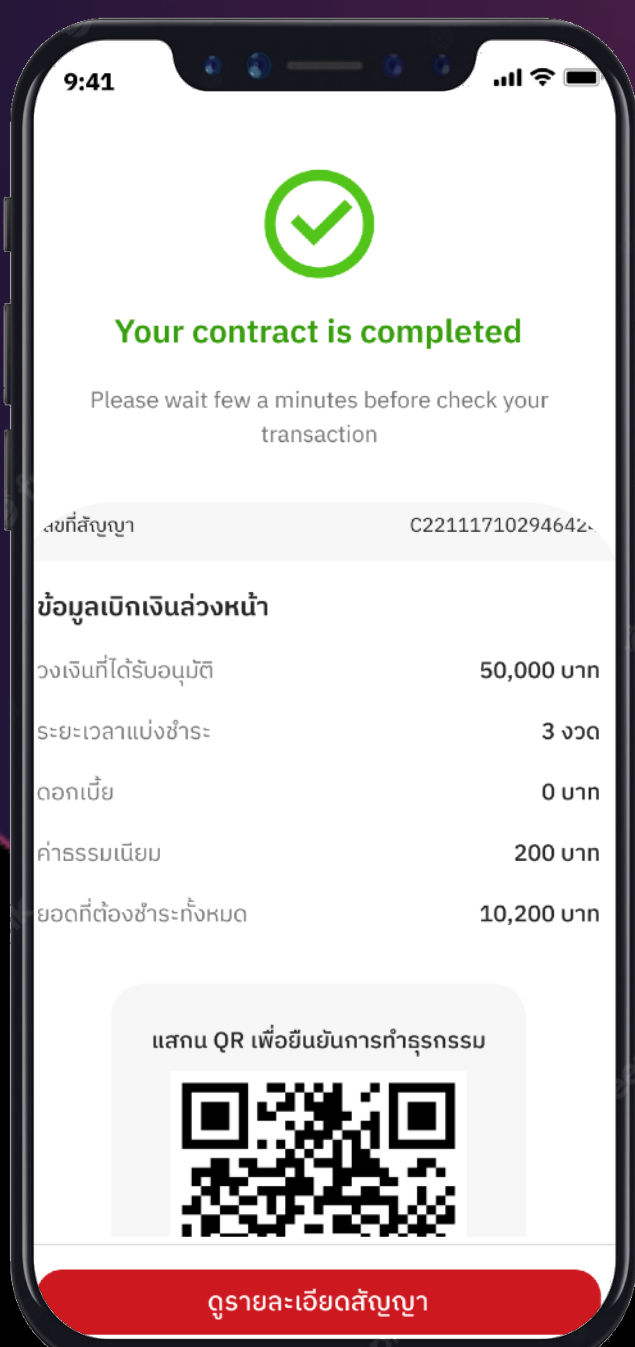 9:41
Your contract is completed
Please wait few a minutes before check your
transaction
ลขที่สัญญา C22111710294642
ข้อมูลเบิกเงินล่วงหน้า
วงเงินที่ได้รับอนุมัติ 50,000 บาท
ระยะเวลาแบ่งชำระ 3 งวด
ดอกเบี้ย 0 บาท
ค่าธรรมเนียม 200 บาท
ยอดที่ต้องชำระทั้งหมด 10,200 บาท
แสกน QR เพื่อยืนยันการทำธุรกรรม
ดูรายละเอียดสัญญา